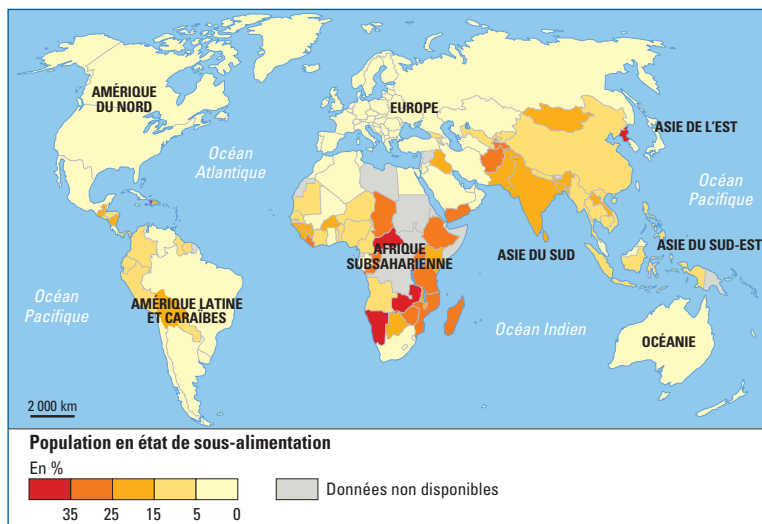 AMÉRIQUE
DU NORD
EUROPE
ASIE DE L'EST
Océan
Atlantique
Océan
Pacifique
AFRIQUE
SUBSAHARIENNE
ASIE DU SUD
ASIE DU SUD-EST
Océan
Pacifique
AMÉRIQUE LATINE
ET CARAÏBES
Océan Indien
OCÉANIE
2 000 km
Population en état de sous-alimentation
En %
35 25 15 5 0
Données non disponibles